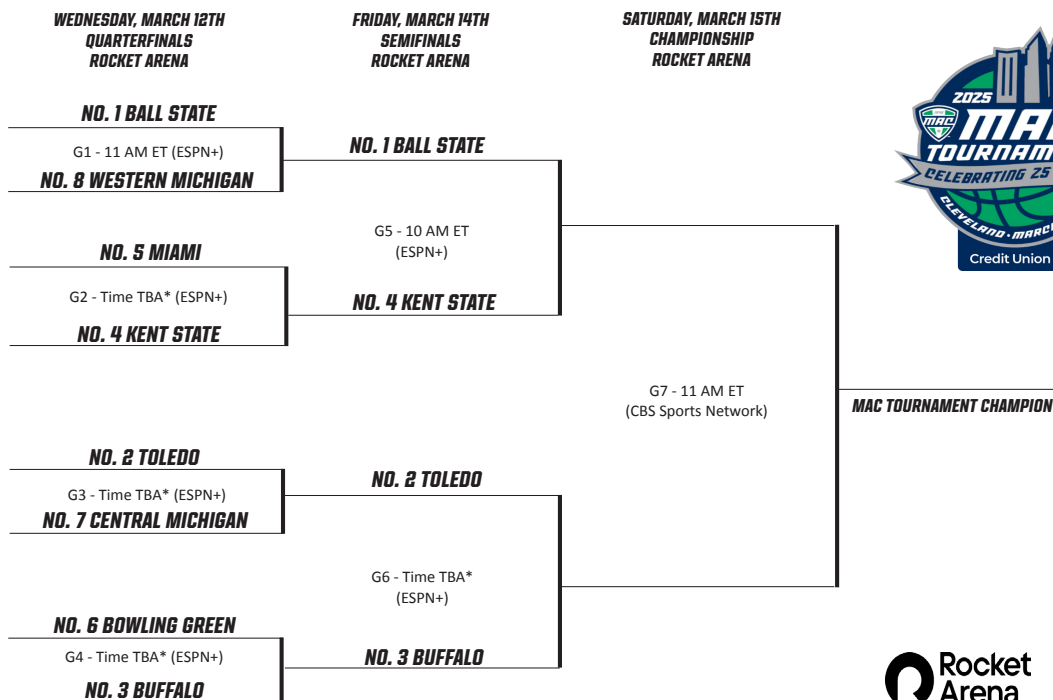 WEDNESDAY, MARCH 12TH
QUARTERFINALS
ROCKET ARENA
FRIDAY, MARCH 14TH
SEMIFINALS
ROCKET ARENA
SATURDAY, MARCH 15TH
CHAMPIONSHIP
ROCKET ARENA
2025
MAC
CELEBRATING 25
CLEVELAND
Credit Union
NO. 1 BALL STATE
G1 - 11 AM ET (ESPN+)
NO. 8 WESTERN MICHIGAN
NO. 5 MIAMI
G2 - Time TBA* (ESPN+)
NO. 4 KENT STATE
NO. 2 TOLEDO
G3 - Time TBA* (ESPN+)
NO. 7 CENTRAL MICHIGAN
NO. 6 BOWLING GREEN
G4 - Time TBA* (ESPN+)
NO. 3 BUFFALO
NO. 1 BALL STATE
G5 - 10 AM ET
(ESPN+)
NO. 4 KENT STATE
NO. 2 TOLEDO
G6 - Time TBA*
(ESPN+)
NO. 3 BUFFALO
G7 - 11 AM ET
(CBS Sports Network)
MAC TOURNAMENT CHAMPION
Rocket
Arena